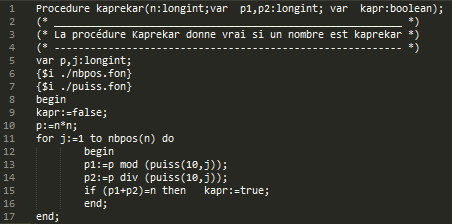 1 Procedure kaprekar(n:longint;var  p1,p2:longint; var  kapr:boolean);
2 (* ______________________________________________________ *)
3 (* La procédure Kaprekar donne vrai si un nombre est kaprekar *)
4 (* ------------------------------------------------------ *)
5 var p,j:longint;
6 {$i ./nbpos.fon}
7 {$i ./puiss.fon}
8 begin
9 kapr:=false;
10 p:=n*n;
11 for j:=1 to nbpos(n) do
12         begin
13         p1:=p mod (puiss(10,j));
14         p2:=p div (puiss(10,j));
15         if (p1+p2)=n then   kapr:=true;
16         end;
17 end;